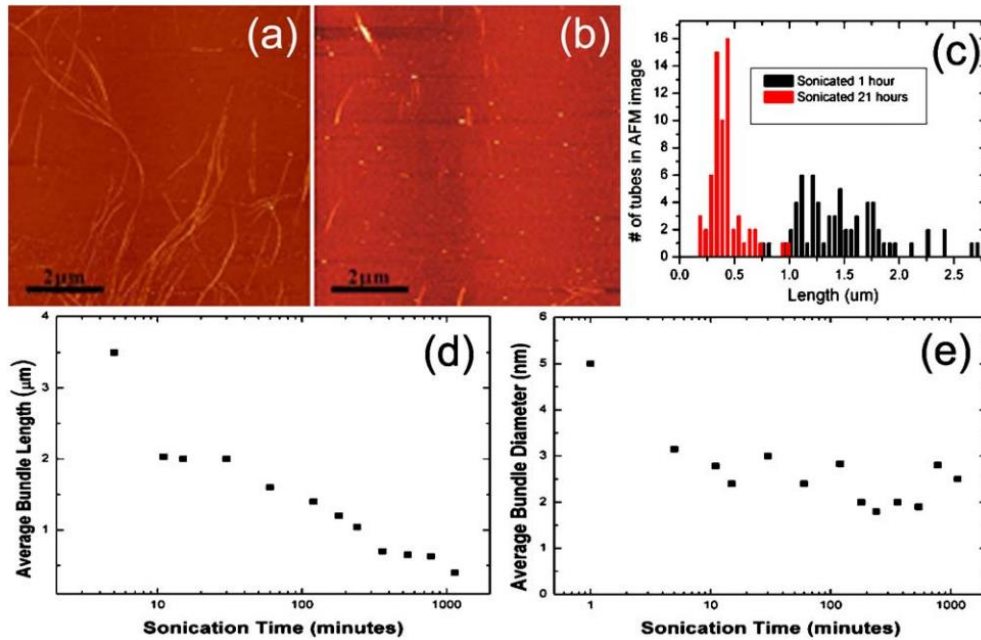 (a)
2μm
(b)
2μm
(c)
# of tubes in AFM image
16
14
12
10
8
6
4
2
0
Sonicated 1 hour
Sonicated 21 hours
0.0 0.5 1.0 1.5 2.0 2.5
Length (um)
(d)
Average Bundle Length (μm)
4
3
2
1
10 100 1000
Sonication Time (minutes)
(e)
Average Bundle Diameter (nm)
6
5
4
3
2
1
0
1 10 100 1000
Sonication Time (minutes)